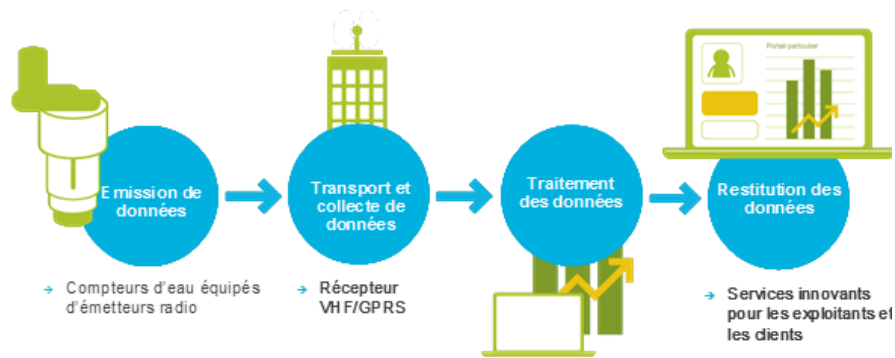 Portail particulier
Emission de
données
Transport et
collecte de
données
Traitement
des données
Restitution des
données
→ Compteurs d'eau équipés
d'émetteurs radio
→ Récepteur
VHF/GPRS
→ Services innovants
pour les exploitants et
les clients